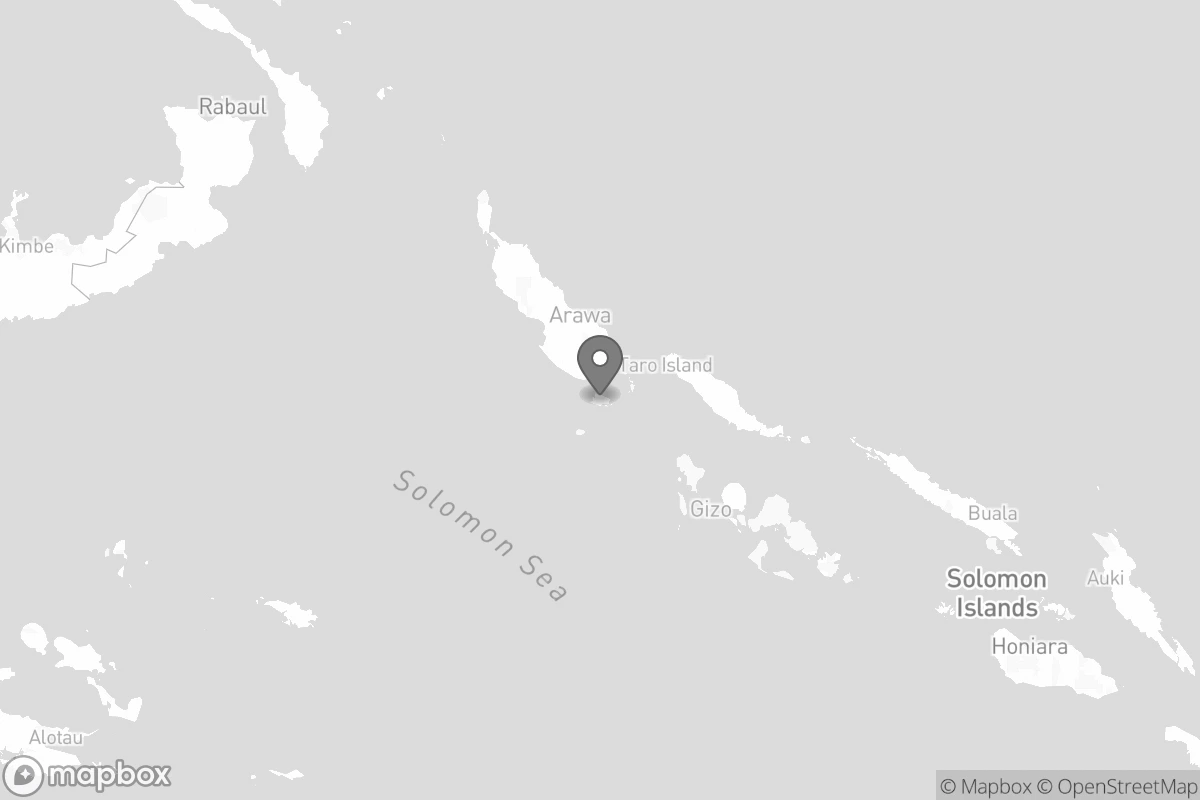 Rabaul
Kimbe
Arawa
Taro Island
Solomon Sea
Gizo
Buala
Solomon
Islands
Auki
Honiara
Alotau
mapbox
© Mapbox © OpenStreetMap